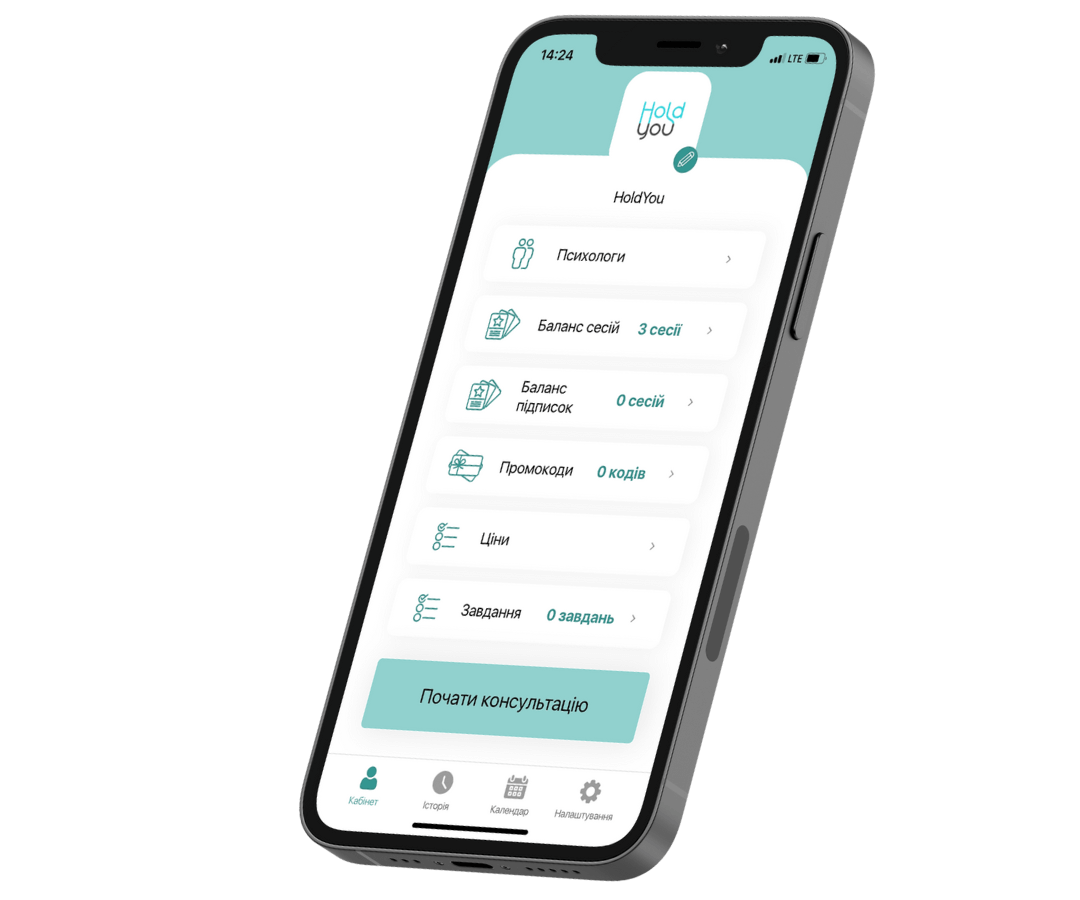 14:24
LTE
Hold
you
HoldYou
Психологи
Баланс сесій 3 сесії
Баланс
підписок 0 сесій
Промокоди 0 кодів
Ціни
Завдання 0 завдань
Почати консультацію
Кабінет Історія Календар Налаштування